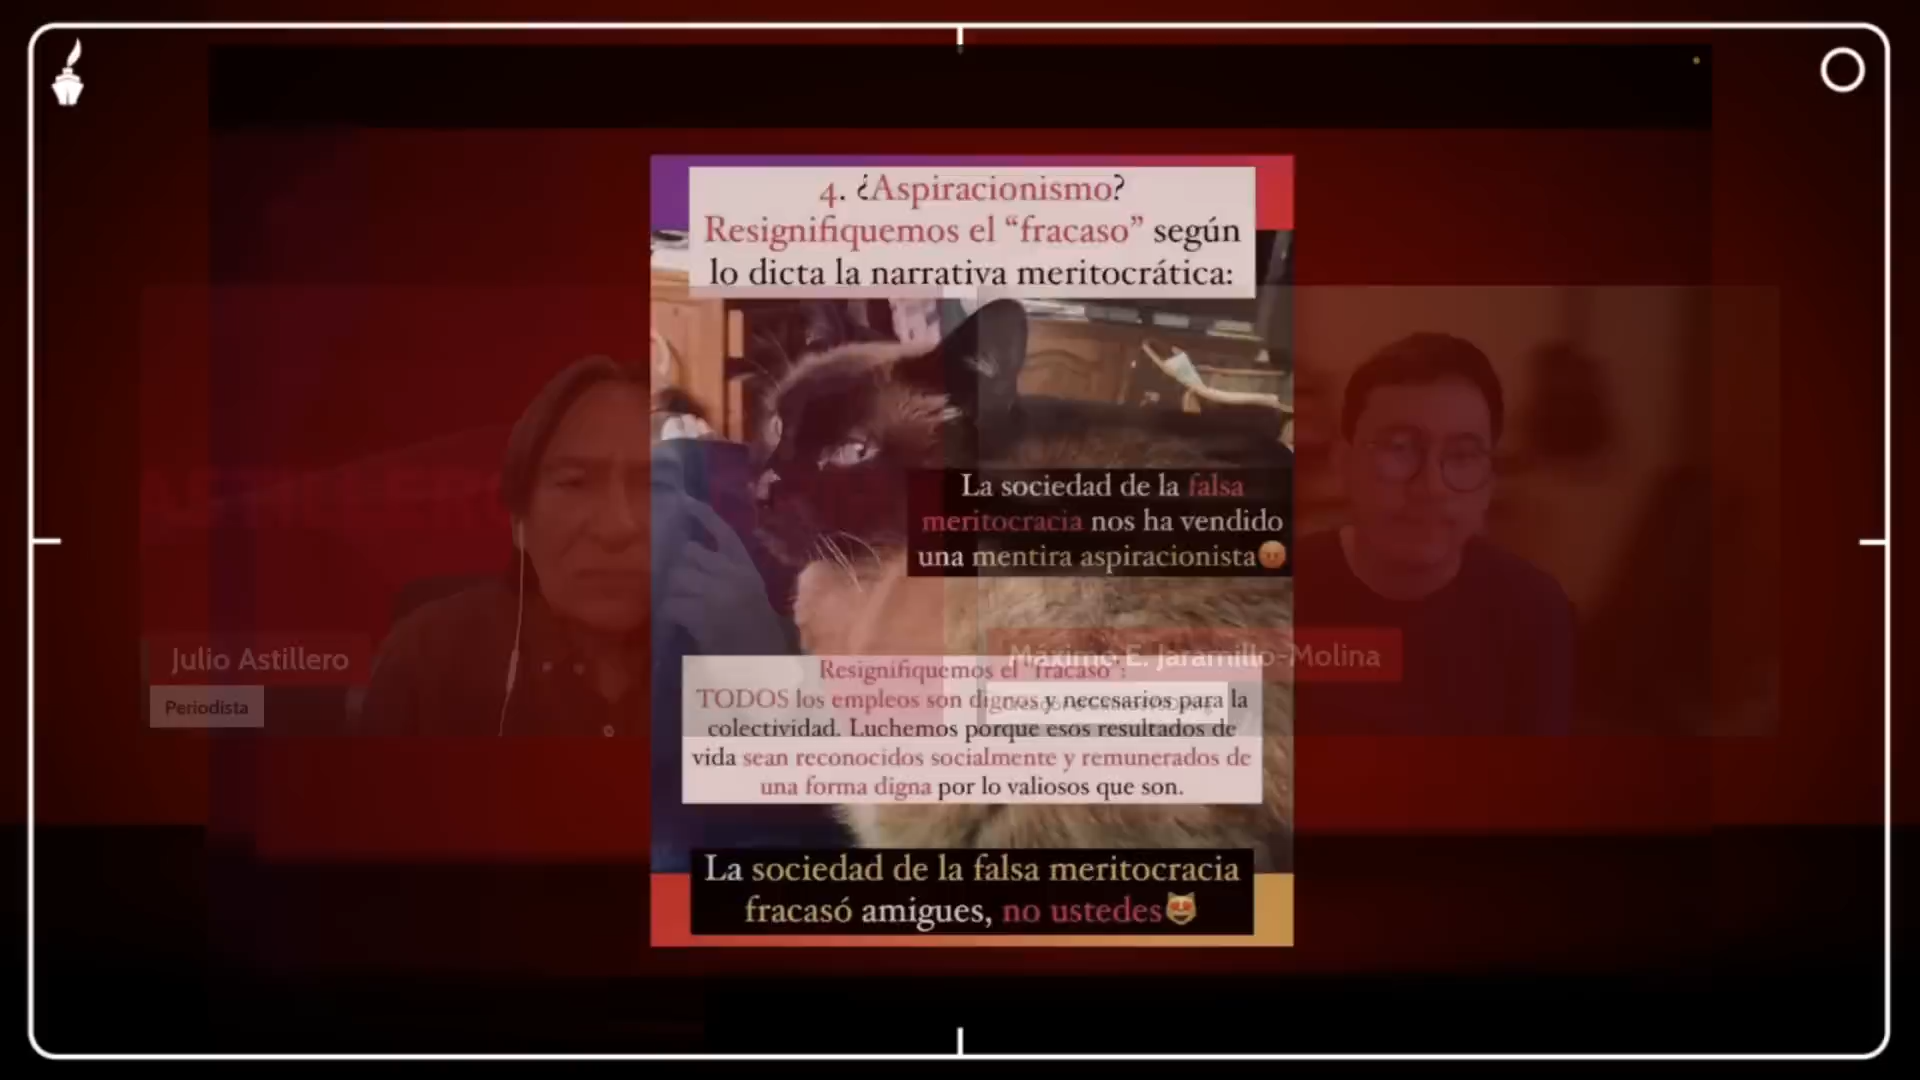 4. ¿Aspiracionismo?
Resignifiquemos el “fracaso” según
lo dicta la narrativa meritocrática:
La sociedad de la falsa
meritocracia nos ha vendido
una mentira aspiracionista😡
Julio Astillero
Periodista
Máximo E. Jaramillo-Molina
Resignifiquemos el "fracaso":
TODOS los empleos son dignos y necesarios para la
colectividad. Luchemos porque esos resultados de
vida sean reconocidos socialmente y remunerados de
una forma digna por lo valiosos que son.
La sociedad de la falsa meritocracia
fracasó amigues, no ustedes😻